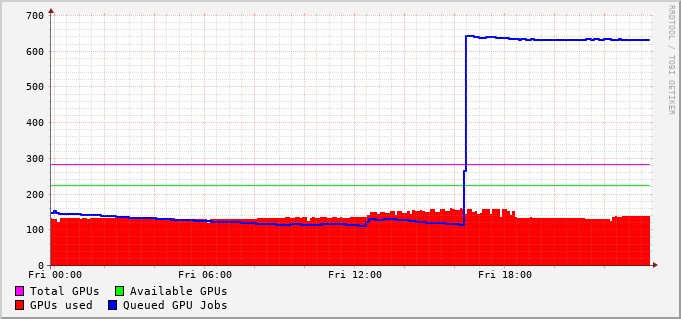 RRDTOOL / TOBI OETIKER
700
600
500
400
300
200
100
0
Fri 00:00 Fri 06:00 Fri 12:00 Fri 18:00
Total GPUs Available GPUs
GPUs used Queued GPU Jobs